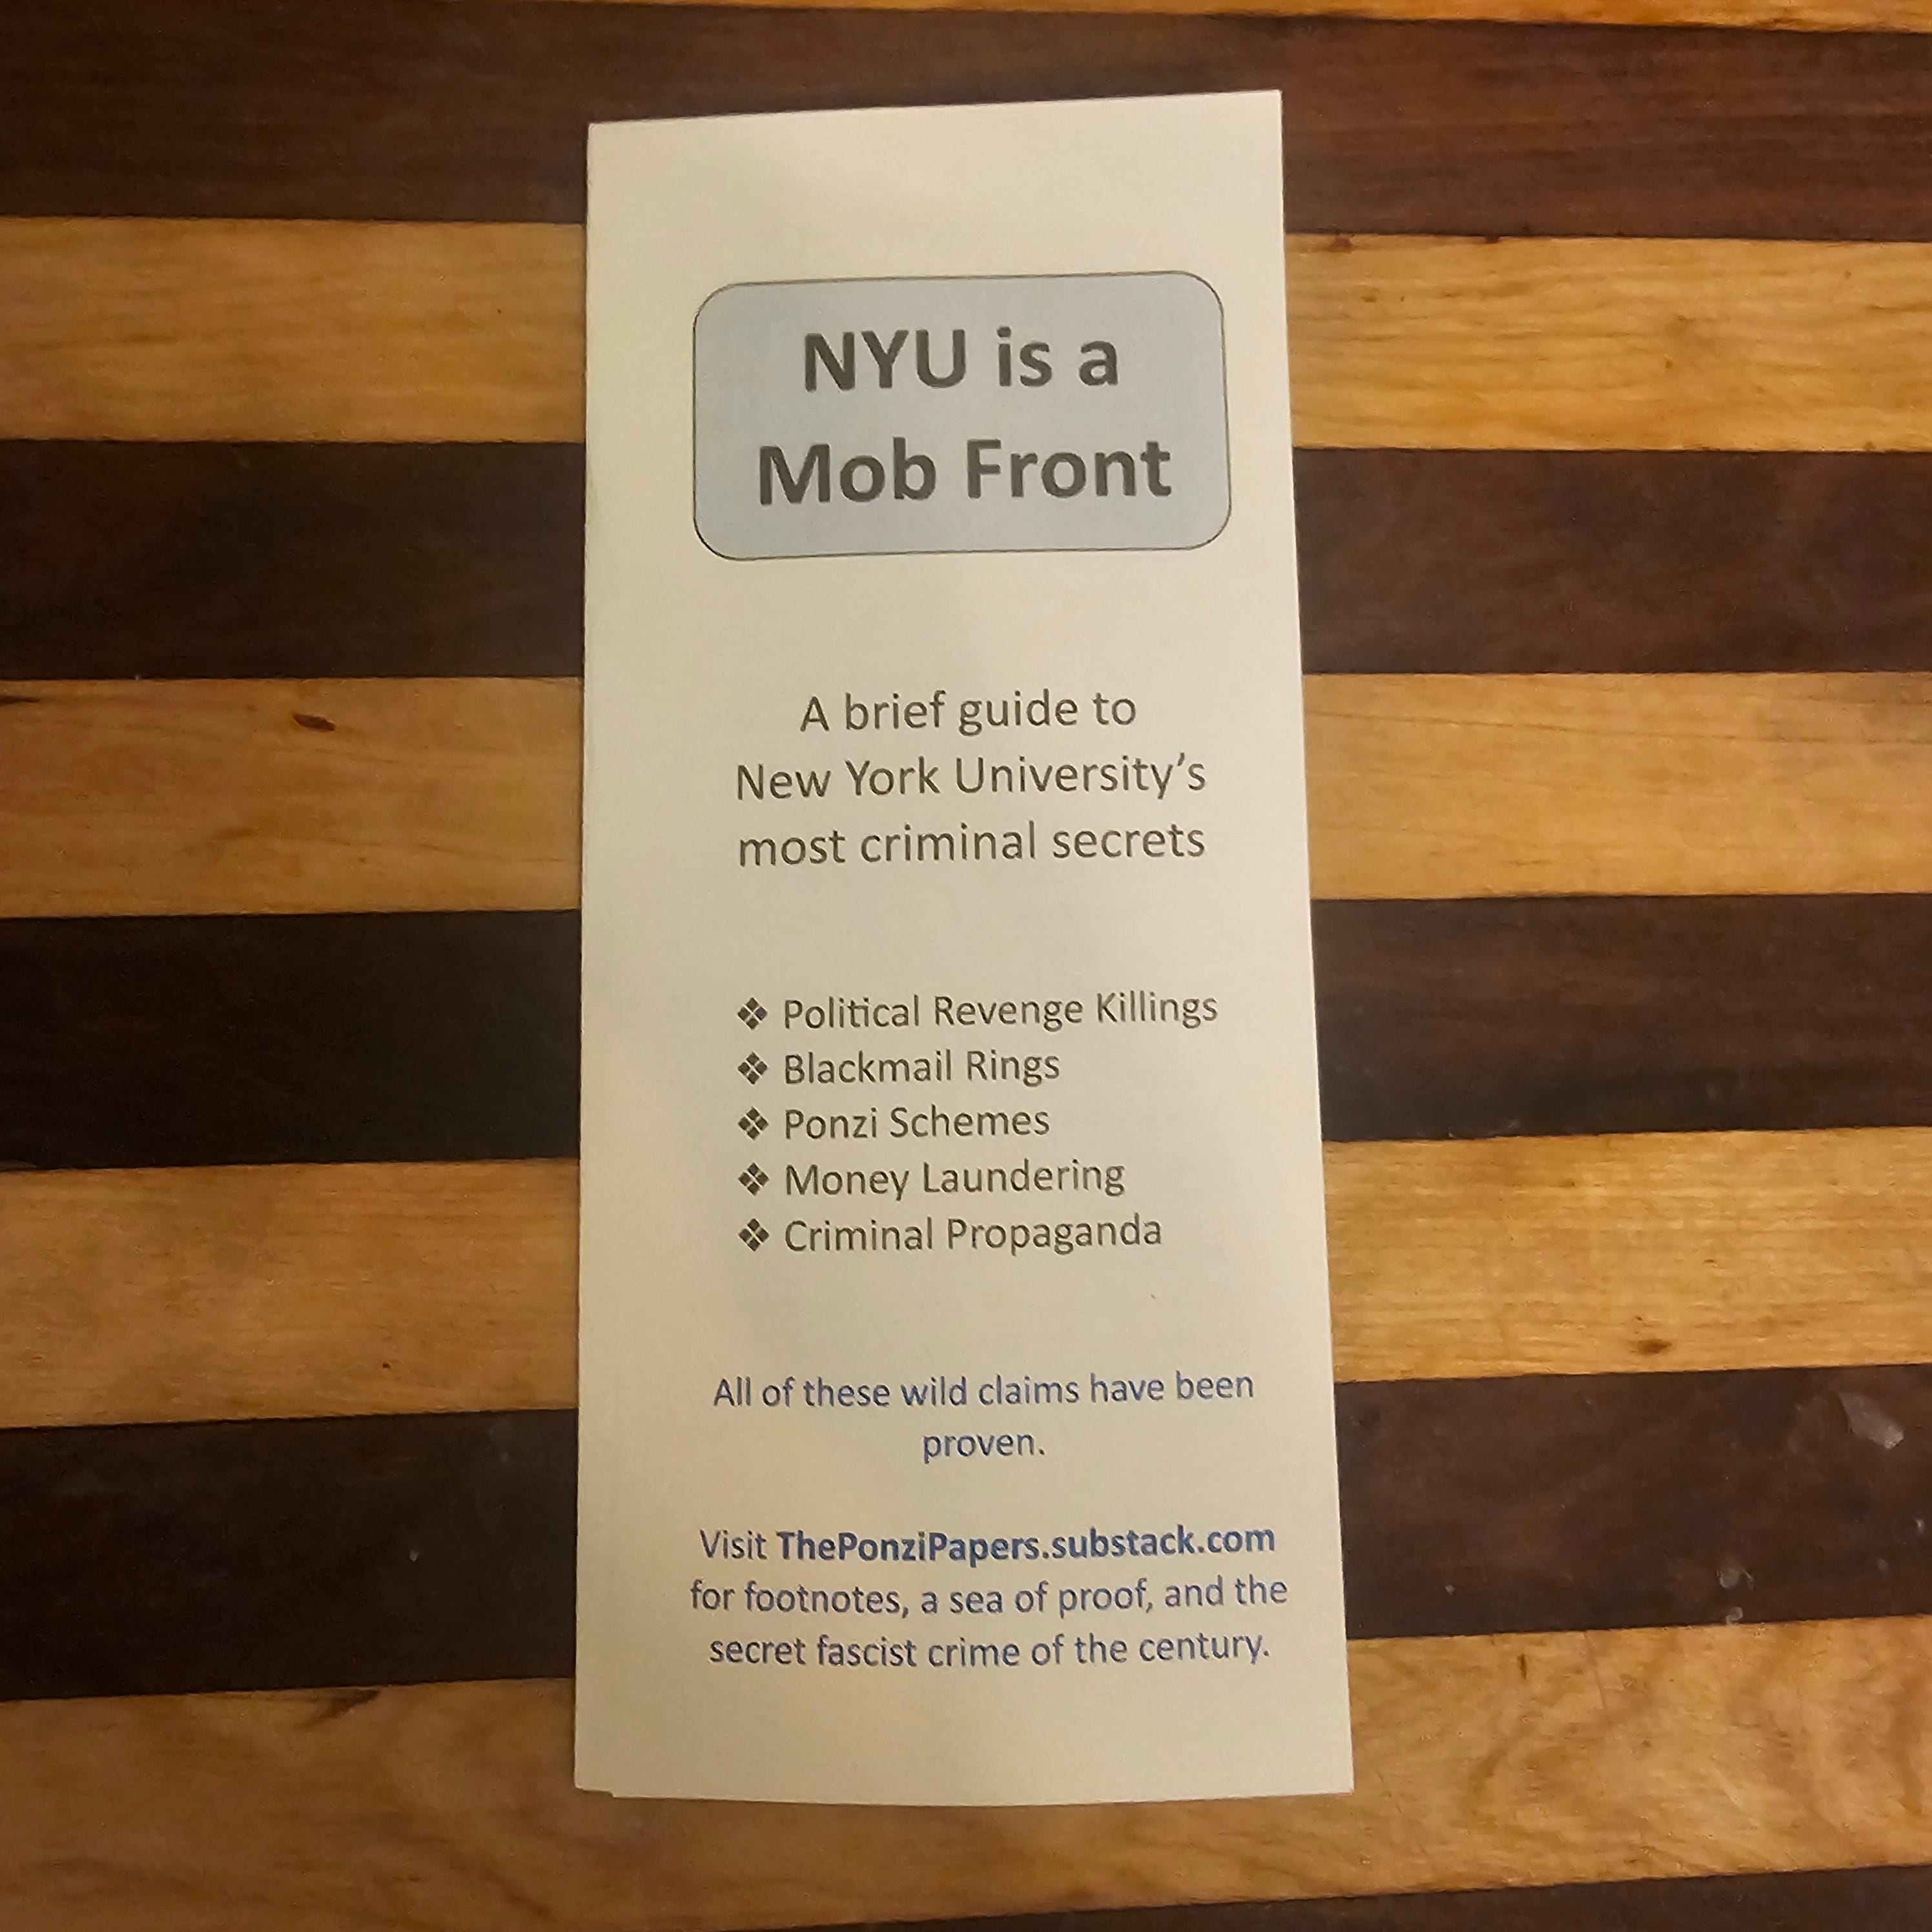 NYU is a
Mob Front
A brief guide to
New York University’s
most criminal secrets
❖ Political Revenge Killings
❖ Blackmail Rings
❖ Ponzi Schemes
❖ Money Laundering
❖ Criminal Propaganda
All of these wild claims have been
proven.
Visit ThePonziPapers.substack.com
for footnotes, a sea of proof, and the
secret fascist crime of the century.